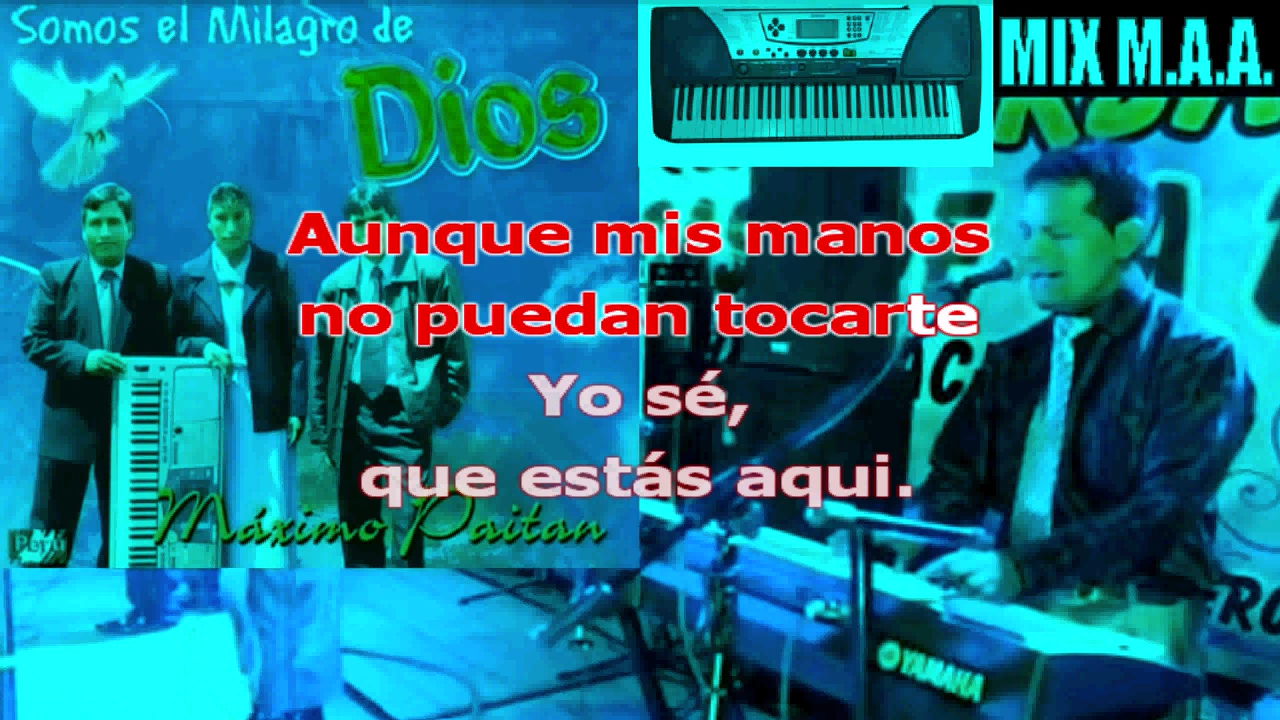 Somos el Milagro de
Dios
MIX M.A.A.
Aunque mis manos
no puedan tocarte
Yo sé,
que estás aqui.
Máximo Paitan
Perú
YAMAHA